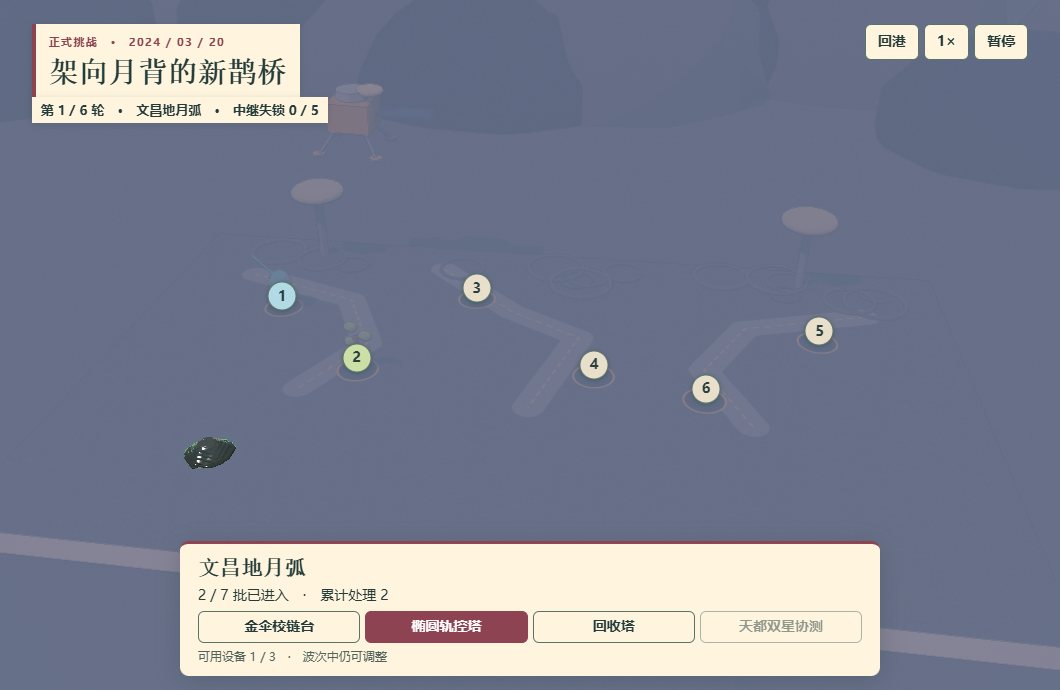 正式挑战 • 2024 / 03 / 20
架向月背的新鹊桥
第 1 / 6 轮 • 文昌地月弧 • 中继失锁 0 / 5
回港
1×
暂停
1
2
3
4
5
6
文昌地月弧
2 / 7 批已进入 · 累计处理 2
金伞校链台
椭圆轨控塔
回收塔
天都双星协测
可用设备 1 / 3 · 波次中仍可调整